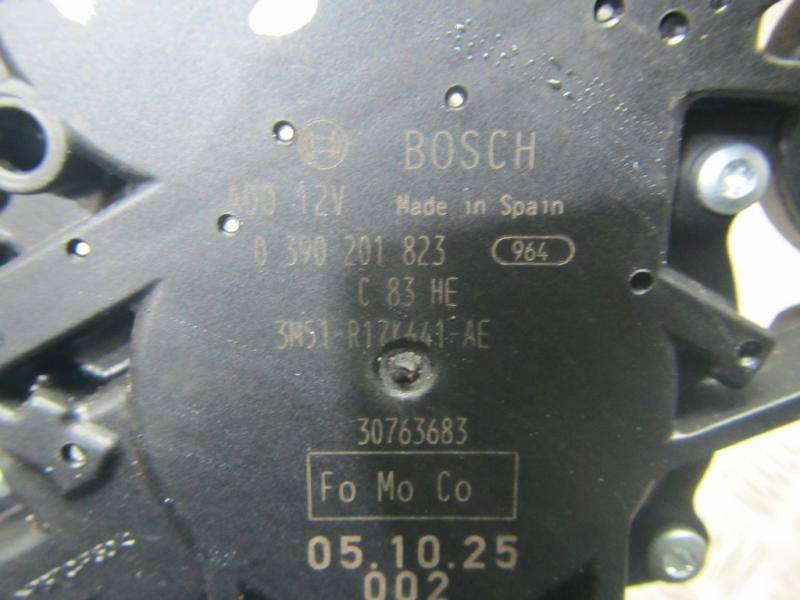 BOSCH
ADD 12V Made in Spain
0 390 201 823 964
C 83 HE
3M51-R17K441-AE
30763683
Fo Mo Co
05.10.25
002